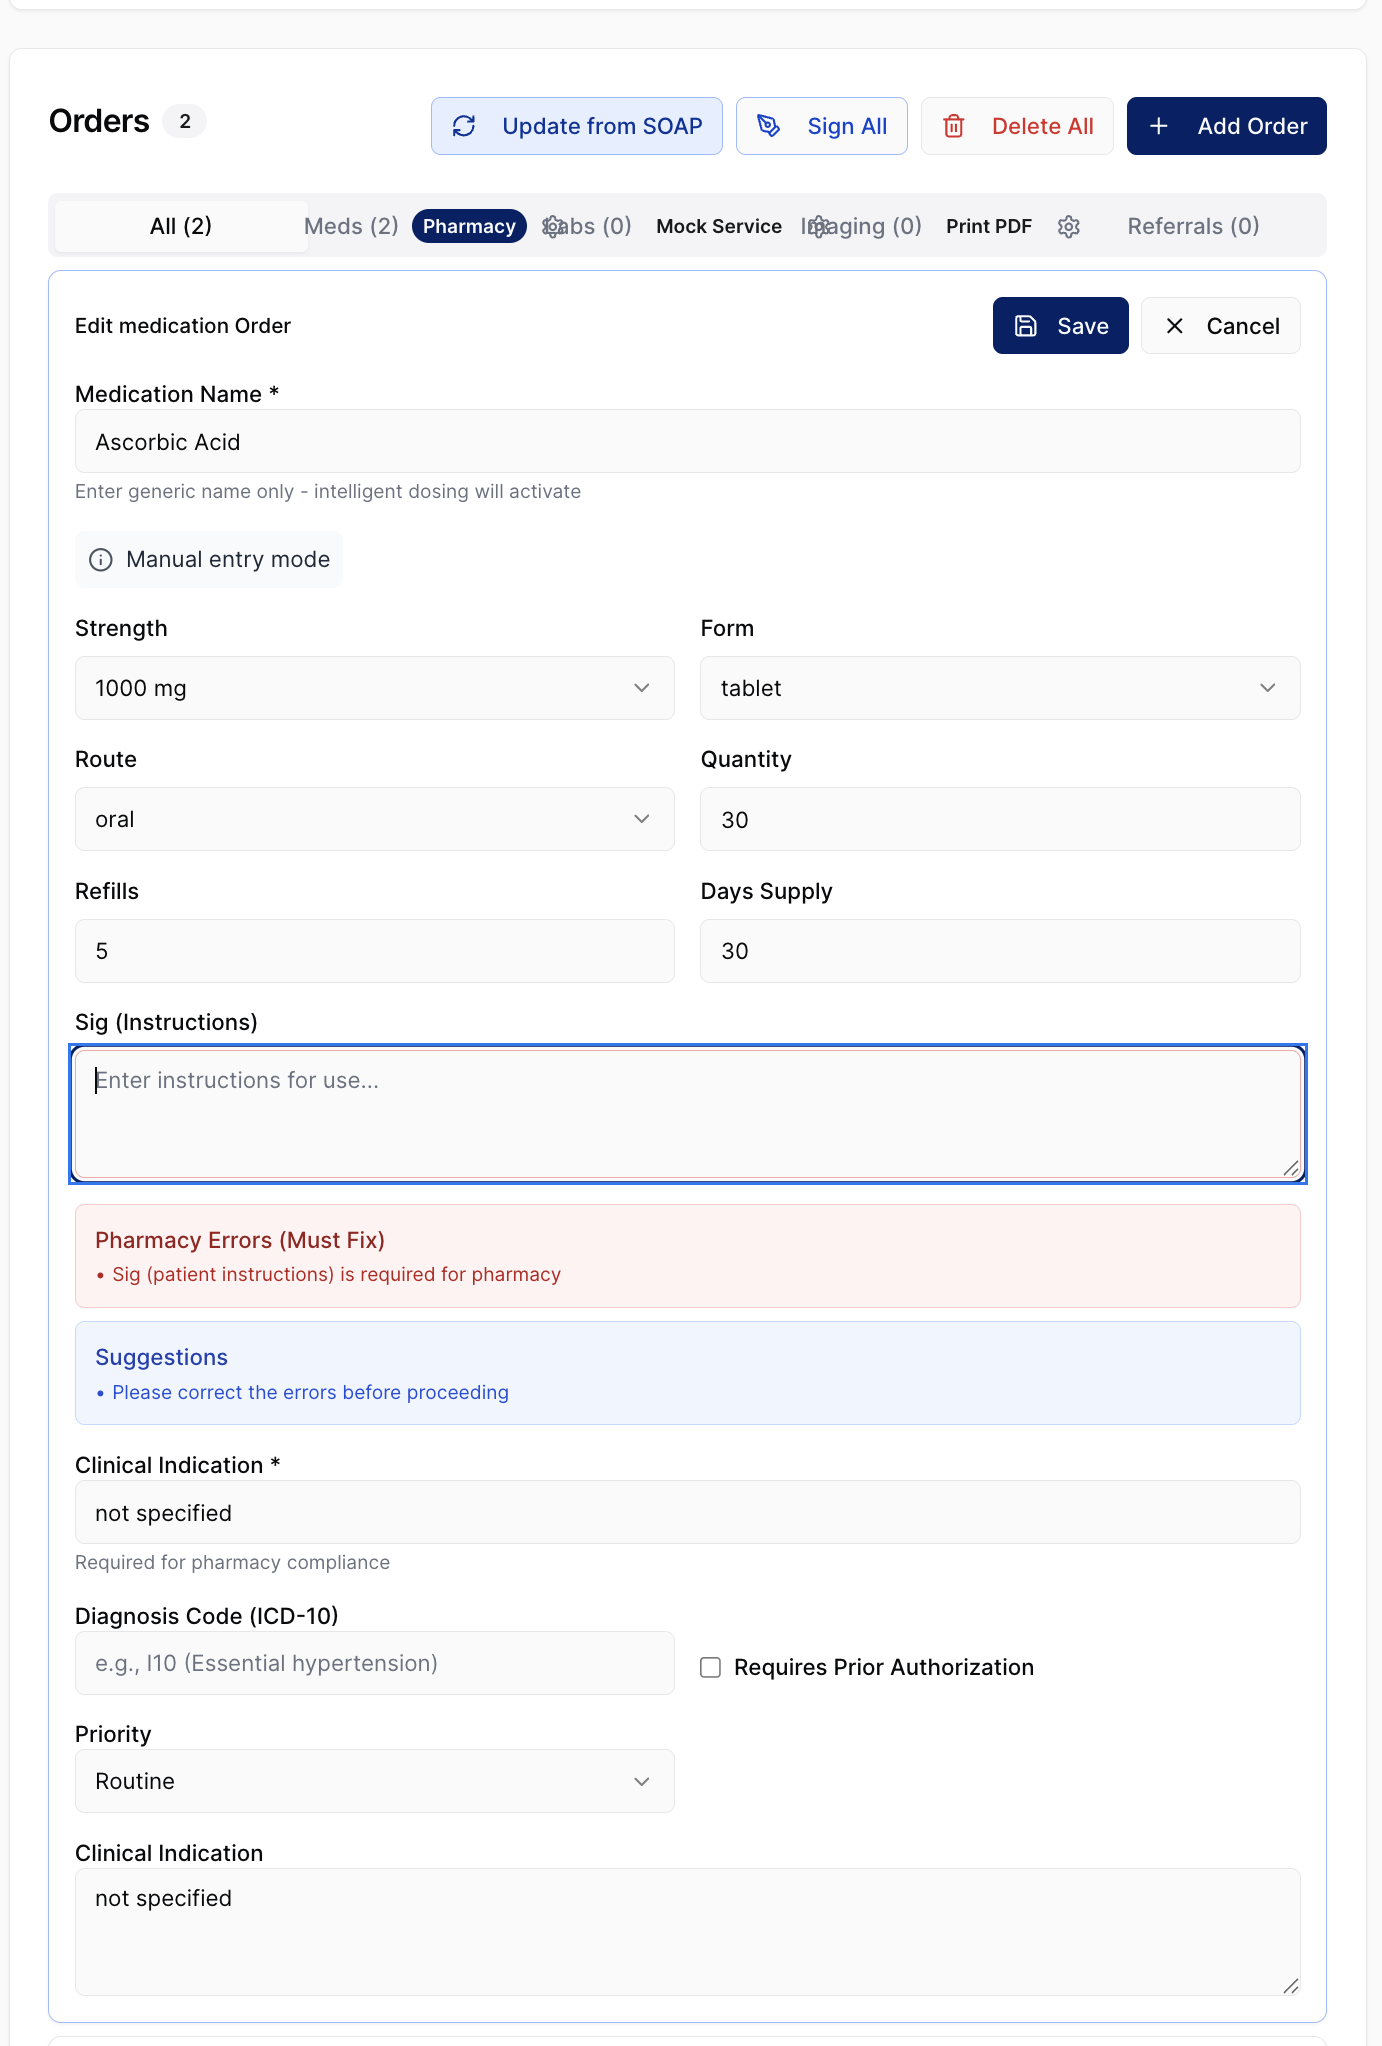 Orders 2
Update from SOAP
Sign All
Delete All
Add Order
All (2)
Meds (2)
Pharmacy
Labs (0)
Mock Service
Imaging (0)
Print PDF
Referrals (0)
Edit medication Order
Save
Cancel
Medication Name *
Ascorbic Acid
Enter generic name only - intelligent dosing will activate
Manual entry mode
Strength
Form
1000 mg
tablet
Route
Quantity
oral
30
Refills
Days Supply
5
30
Sig (Instructions)
Enter instructions for use...
Pharmacy Errors (Must Fix)
• Sig (patient instructions) is required for pharmacy
Suggestions
• Please correct the errors before proceeding
Clinical Indication *
not specified
Required for pharmacy compliance
Diagnosis Code (ICD-10)
e.g., I10 (Essential hypertension)
Requires Prior Authorization
Priority
Routine
Clinical Indication
not specified